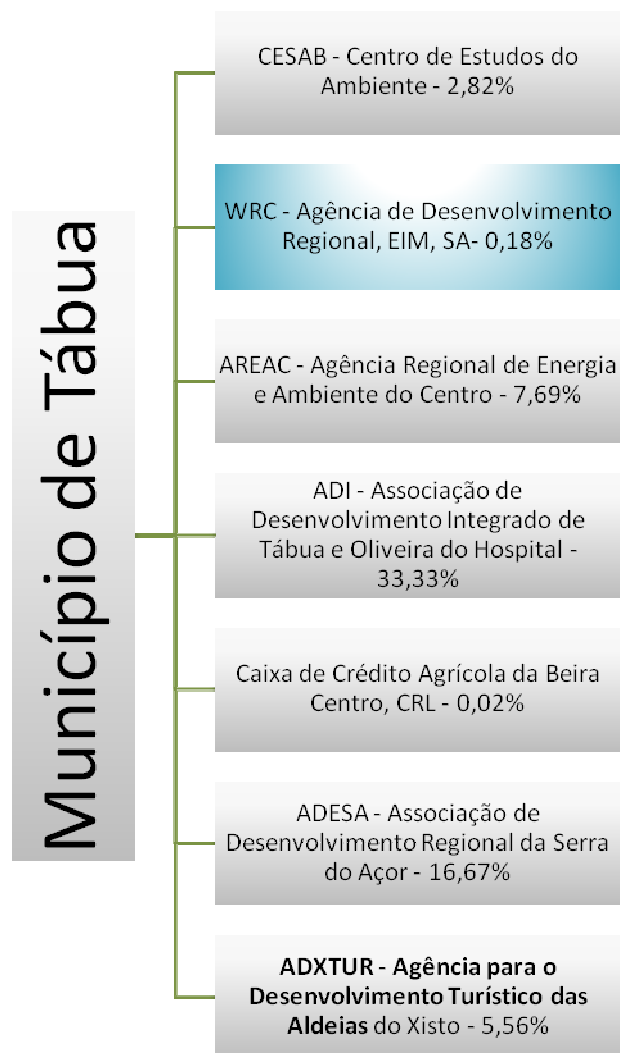 Município de Tábua
CESAB - Centro de Estudos do
Ambiente - 2,82%
WRC - Agência de Desenvolvimento
Regional, EIM, SA- 0,18%
AREAC - Agência Regional de Energia
e Ambiente do Centro - 7,69%
ADI - Associação de
Desenvolvimento Integrado de
Tábua e Oliveira do Hospital -
33,33%
Caixa de Crédito Agrícola da Beira
Centro, CRL - 0,02%
ADESA - Associação de
Desenvolvimento Regional da Serra
do Açor - 16,67%
ADXTUR - Agência para o
Desenvolvimento Turístico das
Aldeias do Xisto - 5,56%